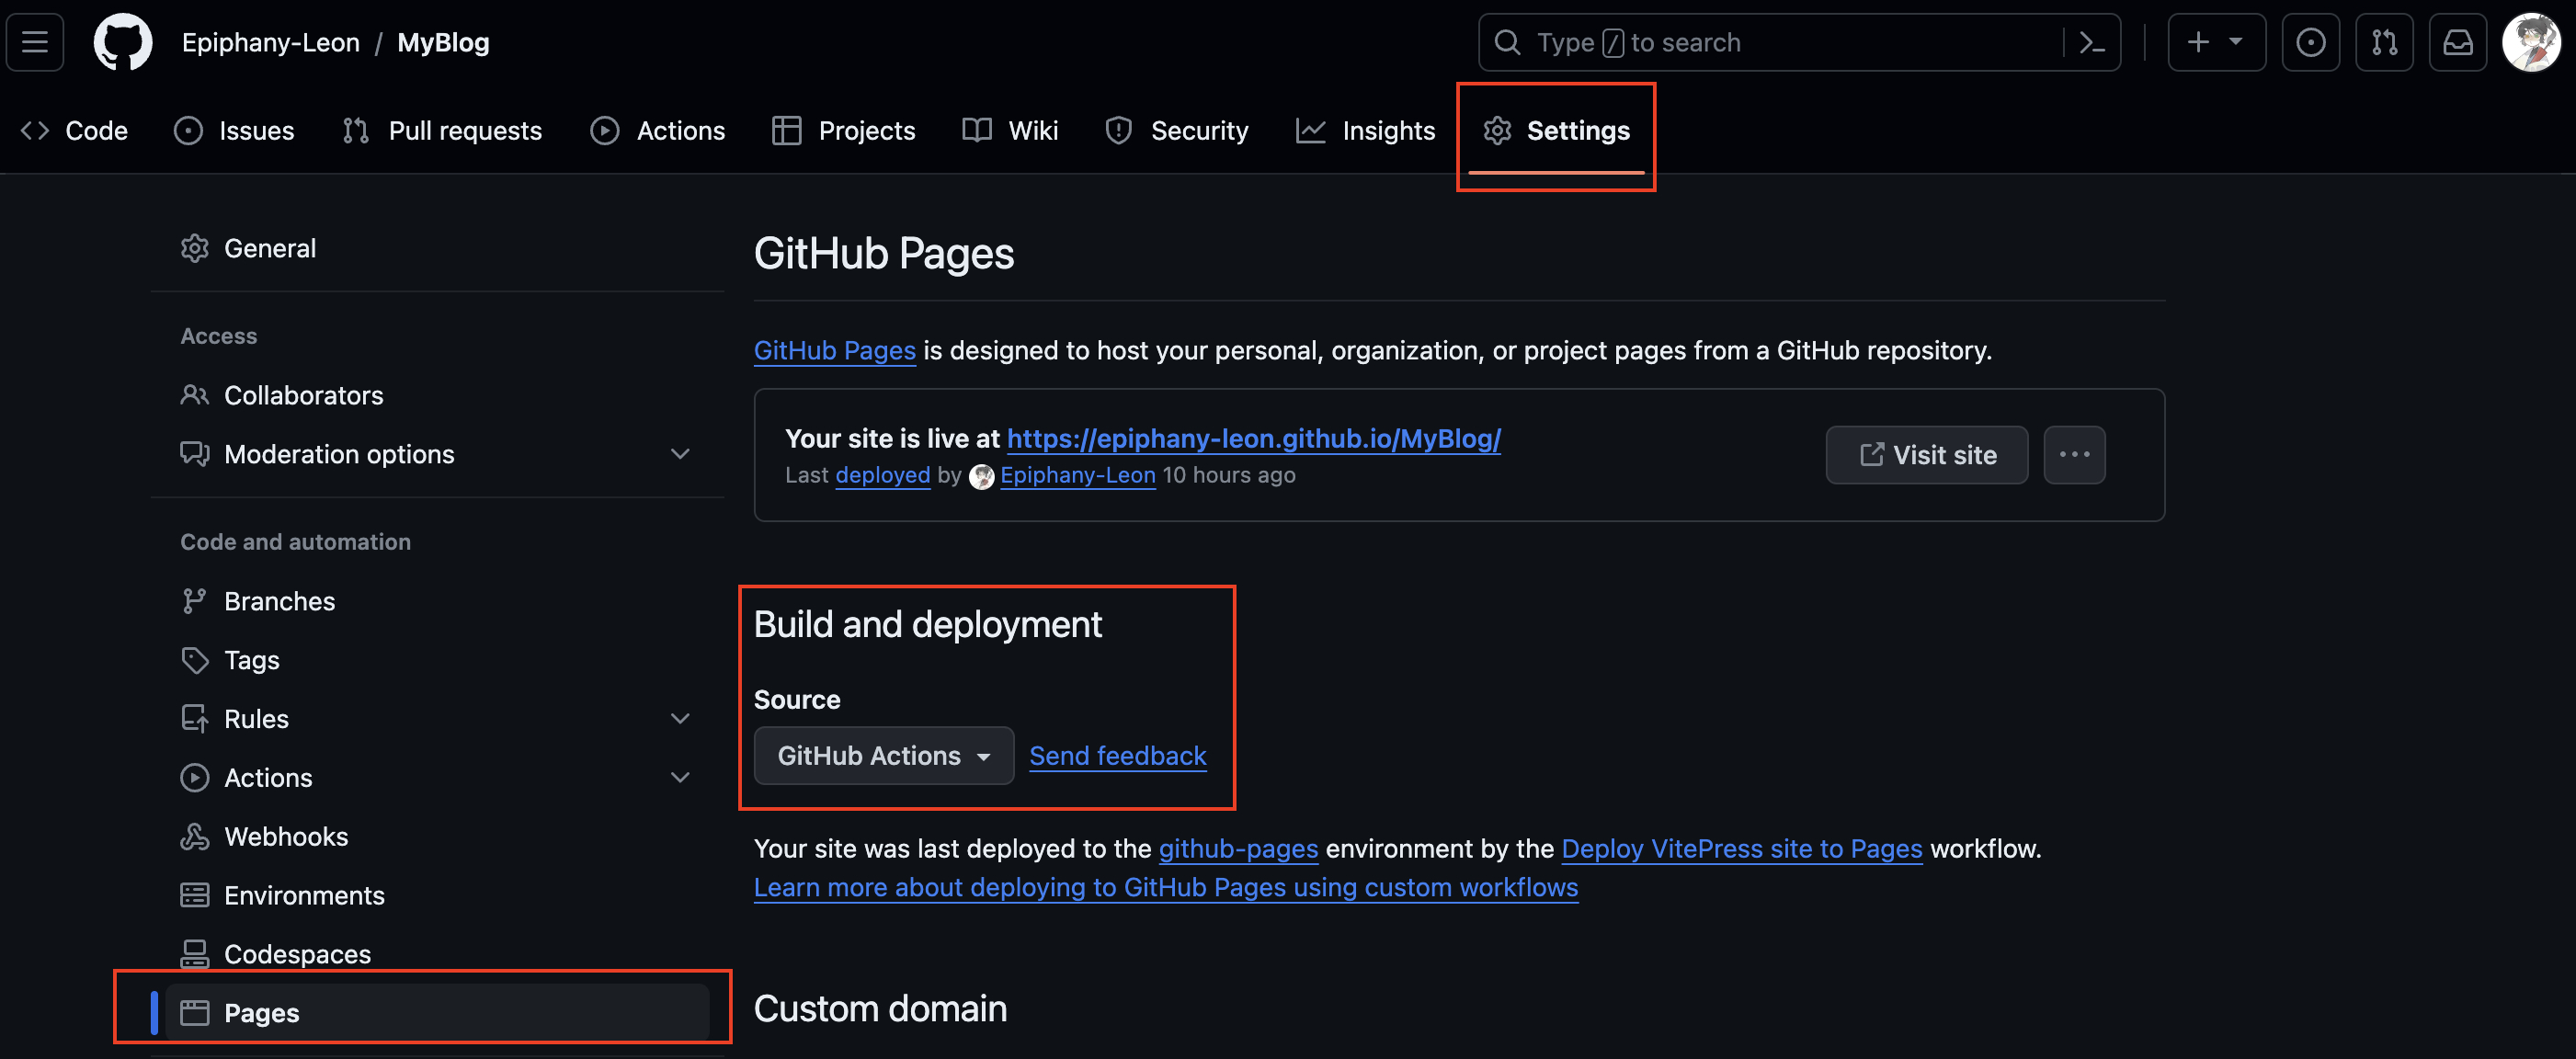 Epiphany-Leon / MyBlog
Type / to search
Code Issues Pull requests Actions Projects Wiki Security Insights Settings
General
Access
Collaborators
Moderation options
Code and automation
Branches
Tags
Rules
Actions
Webhooks
Environments
Codespaces
Pages
GitHub Pages
GitHub Pages is designed to host your personal, organization, or project pages from a GitHub repository.
Your site is live at https://epiphany-leon.github.io/MyBlog/
Last deployed by Epiphany-Leon 10 hours ago
Visit site
Build and deployment
Source
GitHub Actions Send feedback
Your site was last deployed to the github-pages environment by the Deploy VitePress site to Pages workflow.
Learn more about deploying to GitHub Pages using custom workflows
Custom domain